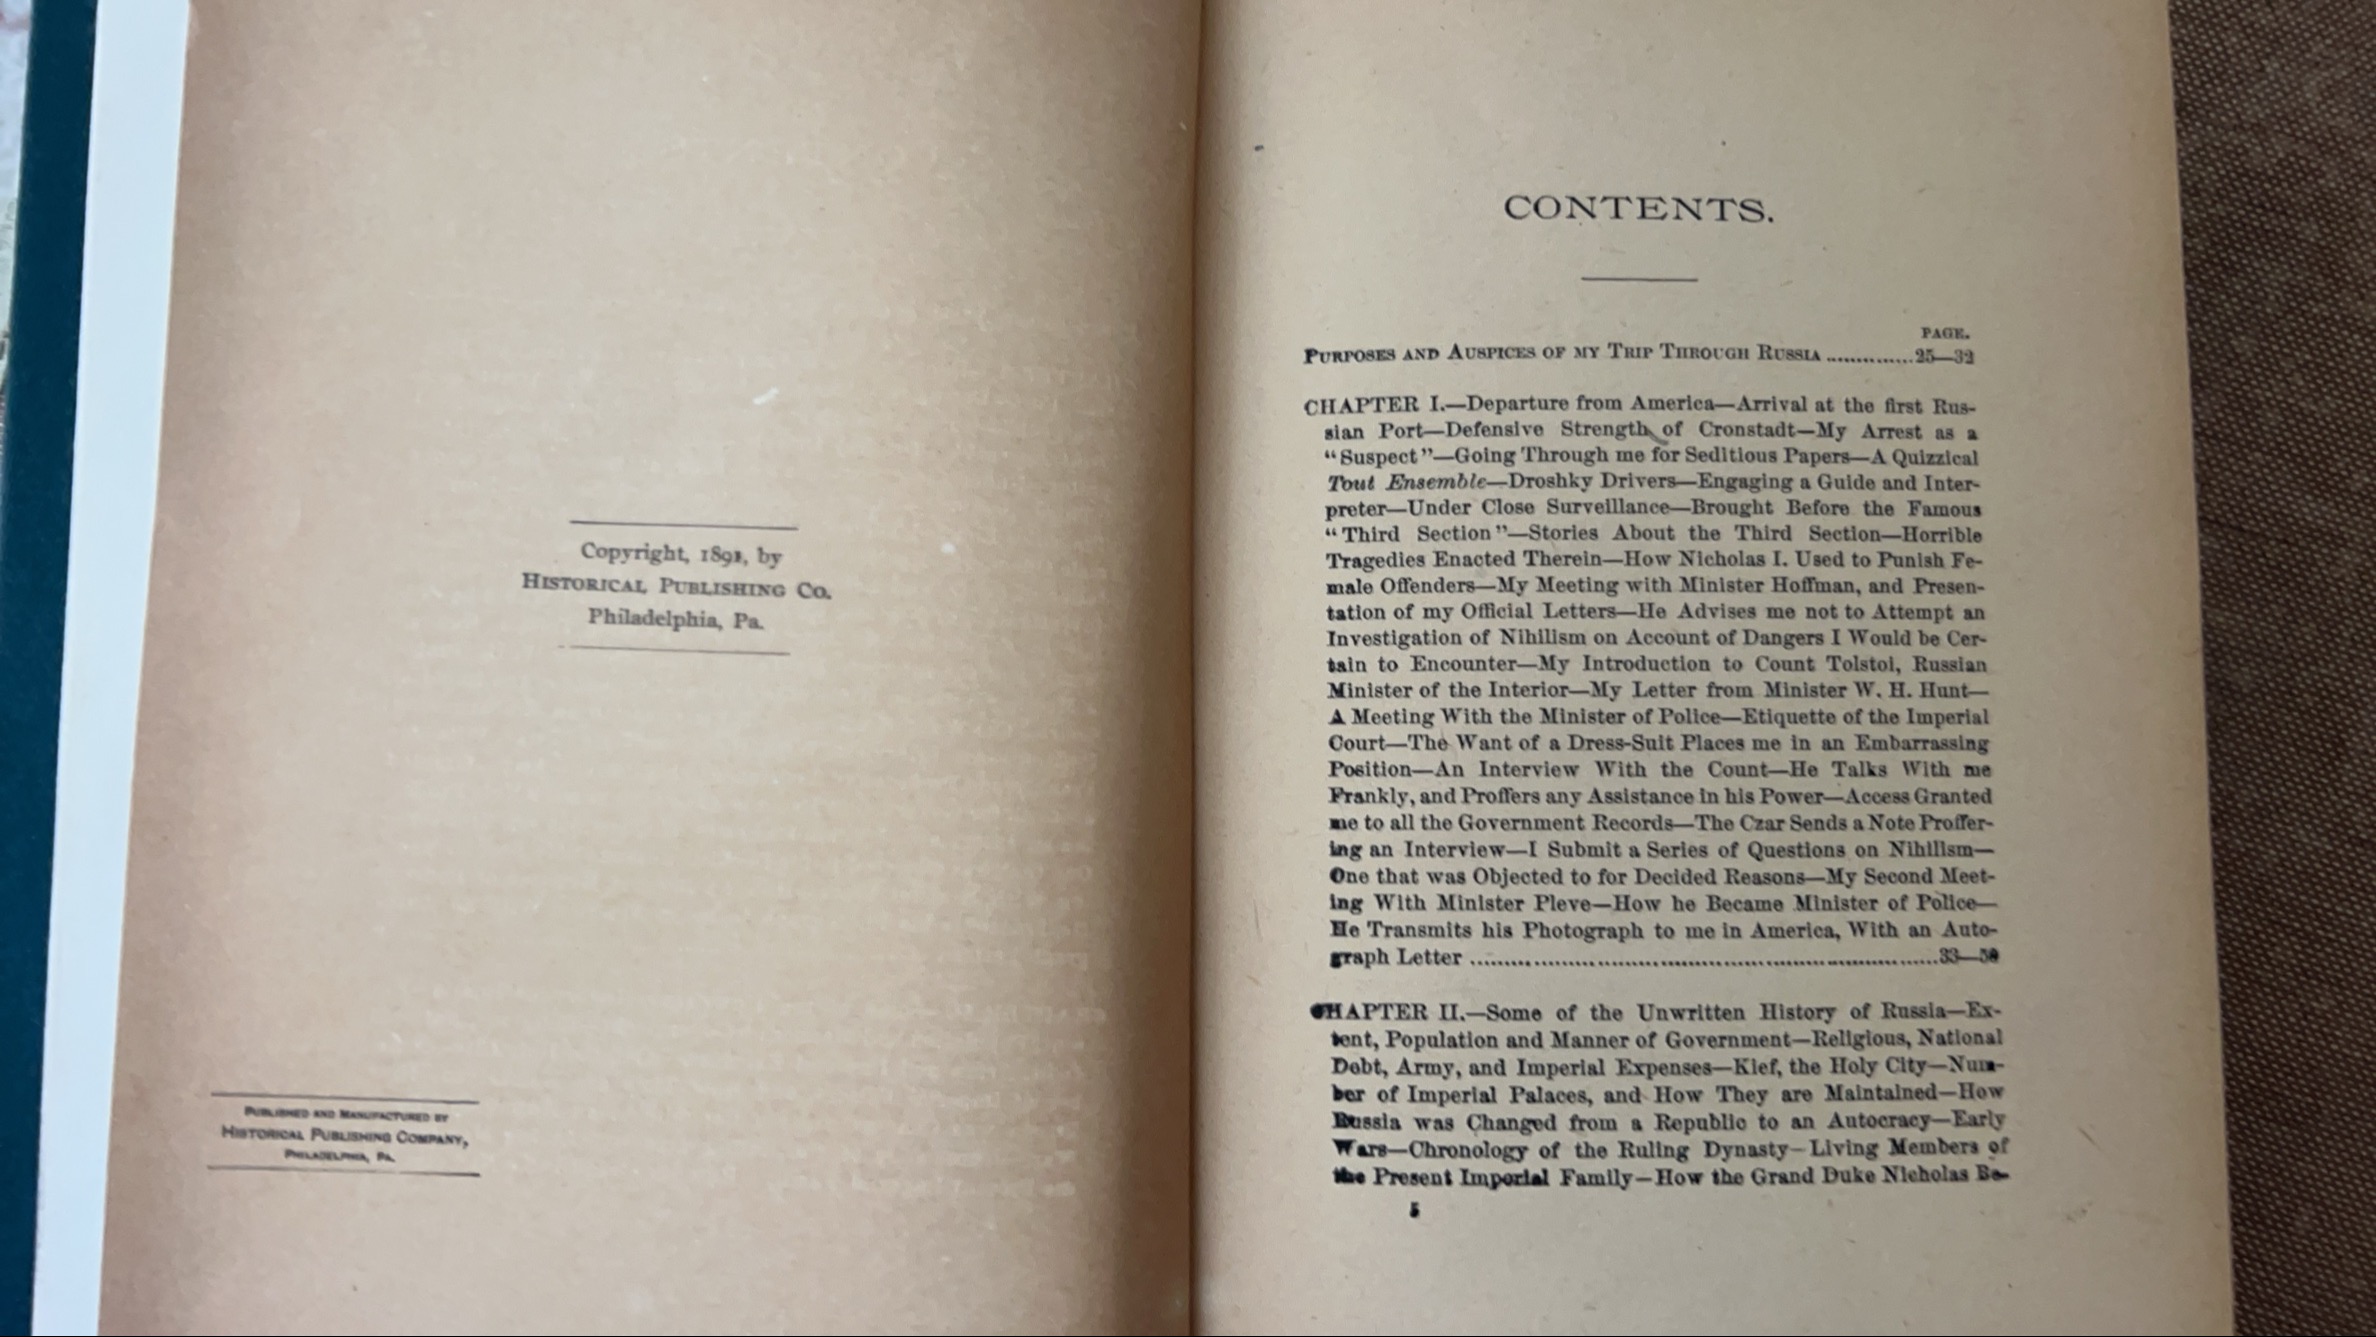 Copyright, 1891, by
HISTORICAL PUBLISHING CO.
Philadelphia, Pa.
PUBLISHED AND MANUFACTURED BY
HISTORICAL PUBLISHING COMPANY,
PHILADELPHIA, PA.
CONTENTS.
PAGE.
PURPOSES AND AUSPICES OF MY TRIP THROUGH RUSSIA ..............25—32
CHAPTER I.—Departure from America—Arrival at the first Rus-
sian Port—Defensive Strength of Cronstadt—My Arrest as a
“Suspect”—Going Through me for Seditious Papers—A Quizzical
Tout Ensemble—Droshky Drivers—Engaging a Guide and Inter-
preter—Under Close Surveillance—Brought Before the Famous
“Third Section”—Stories About the Third Section—Horrible
Tragedies Enacted Therein—How Nicholas I. Used to Punish Fe-
male Offenders—My Meeting with Minister Hoffman, and Presen-
tation of my Official Letters—He Advises me not to Attempt an
Investigation of Nihilism on Account of Dangers I Would be Cer-
tain to Encounter—My Introduction to Count Tolstoi, Russian
Minister of the Interior—My Letter from Minister W. H. Hunt—
A Meeting With the Minister of Police—Etiquette of the Imperial
Court—The Want of a Dress-Suit Places me in an Embarrassing
Position—An Interview With the Count—He Talks With me
Frankly, and Proffers any Assistance in his Power—Access Granted
me to all the Government Records—The Czar Sends a Note Proffer-
ing an Interview—I Submit a Series of Questions on Nihilism—
One that was Objected to for Decided Reasons—My Second Meet-
ing With Minister Pleve—How he Became Minister of Police—
He Transmits his Photograph to me in America, With an Auto-
graph Letter ..............................33—50
CHAPTER II.—Some of the Unwritten History of Russia—Ex-
tent, Population and Manner of Government—Religious, National
Debt, Army, and Imperial Expenses—Kief, the Holy City—Num-
ber of Imperial Palaces, and How They are Maintained—How
Russia was Changed from a Republic to an Autocracy—Early
Wars—Chronology of the Ruling Dynasty—Living Members of
the Present Imperial Family—How the Grand Duke Nicholas Be-
5